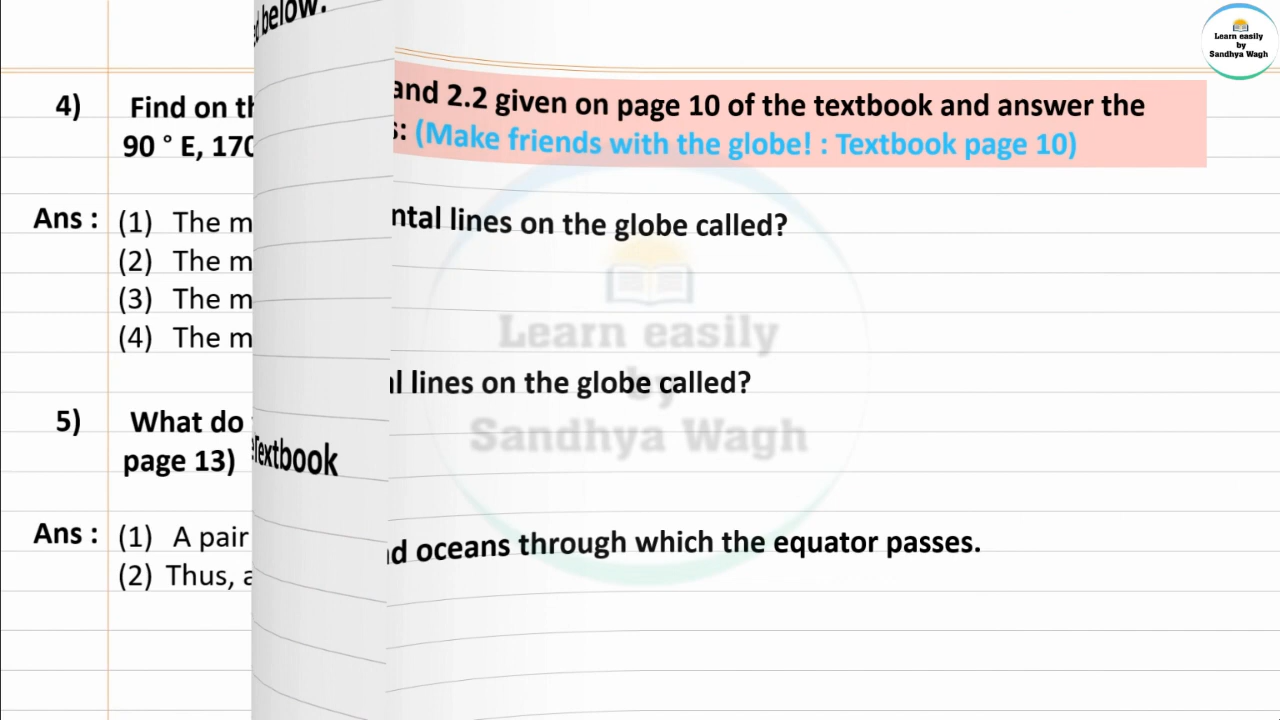 Learn easily
by
Sandhya Wagh
below.
4) Find on
90 ° E, 170
Ans : (1) The
(2) The
(3) The
(4) The
5) What do
page 13)
Ans : (1) A pair
(2) Thus,
Textbook
and 2.2 given on page 10 of the textbook and answer the
(Make friends with the globe! : Textbook page 10)
lines on the globe called?
lines on the globe called?
oceans through which the equator passes.
Learn easily
by
Sandhya Wagh